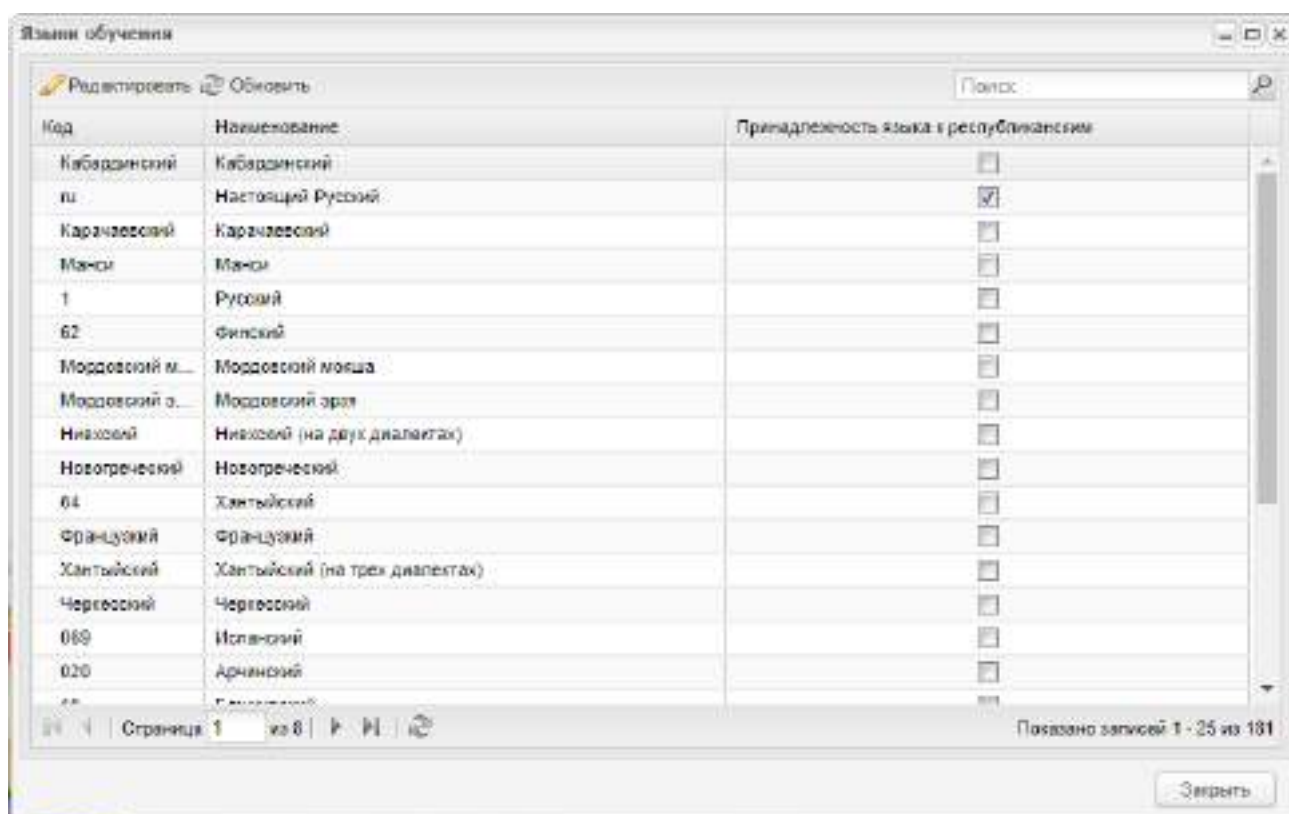 Языки обучения
Редактировать Обновить Поиск
Код Наименование Принадлежность языка к республиканским
Кабардинский Кабардинский
ru Настоящий Русский
Карачаевский Карачаевский
Манси Манси
1 Русский
62 Финский
Мордовский м... Мордовский мокша
Мордовский э... Мордовский эрзя
Нивхский Нивхский (на двух диалектах)
Новогреческий Новогреческий
64 Хантыйский
Французкий Французкий
Хантыйский Хантыйский (на трех диалектах)
Черкесский Черкесский
069 Испанский
020 Арчинский
Страница 1 из 8 Показано записей 1 - 25 из 181
Закрыть